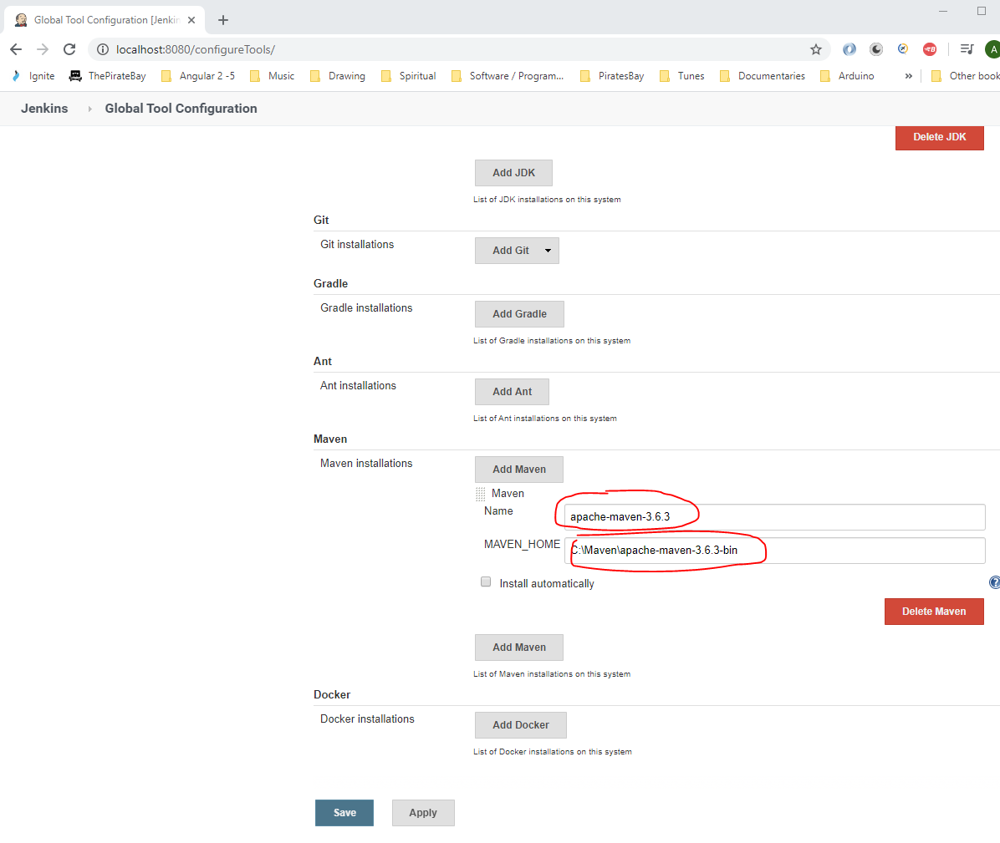 Global Tool Configuration [Jenkin
localhost:8080/configureTools/
A
Ignite ThePirateBay Angular 2 -5 Music Drawing Spiritual Software / Program... PiratesBay Tunes Documentaries Arduino » Other book
Jenkins Global Tool Configuration
Delete JDK
Add JDK
List of JDK installations on this system
Git
Git installations Add Git
Gradle
Gradle installations Add Gradle
List of Gradle installations on this system
Ant
Ant installations Add Ant
List of Ant installations on this system
Maven
Maven installations Add Maven
Maven
Name apache-maven-3.6.3
MAVEN_HOME C:\Maven\apache-maven-3.6.3-bin
Install automatically
Delete Maven
Add Maven
List of Maven installations on this system
Docker
Docker installations Add Docker
List of Docker installations on this system
Save Apply